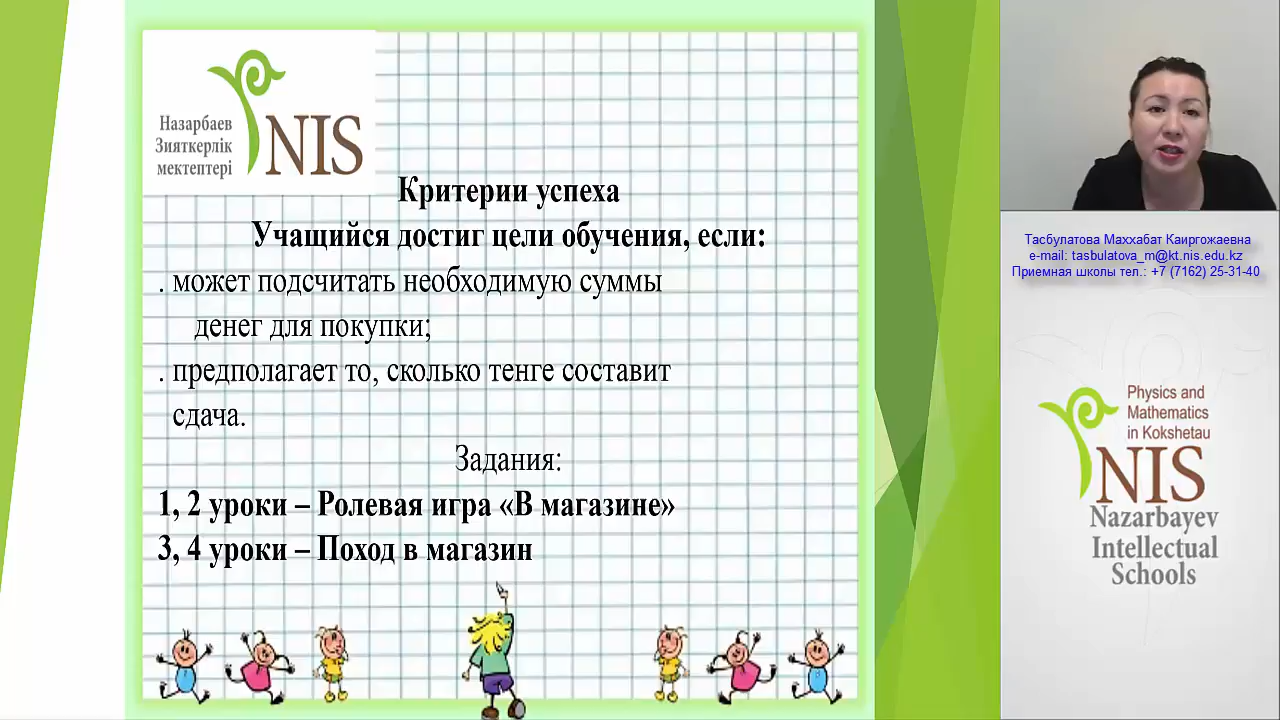 Назарбаев
Зияткерлік
мектептері
NIS
Критерии успеха
Учащийся достиг цели обучения, если:
. может подсчитать необходимую суммы
денег для покупки;
. предполагает то, сколько тенге составит
сдача.
Задания:
1, 2 уроки – Ролевая игра «В магазине»
3, 4 уроки – Поход в магазин
Тасбулатова Маххабат Каиргожаевна
e-mail: tasbulatova_m@kt.nis.edu.kz
Приемная школы тел.: +7 (7162) 25-31-40
Physics and
Mathematics
in Kokshetau
NIS
Nazarbayev
Intellectual
Schools